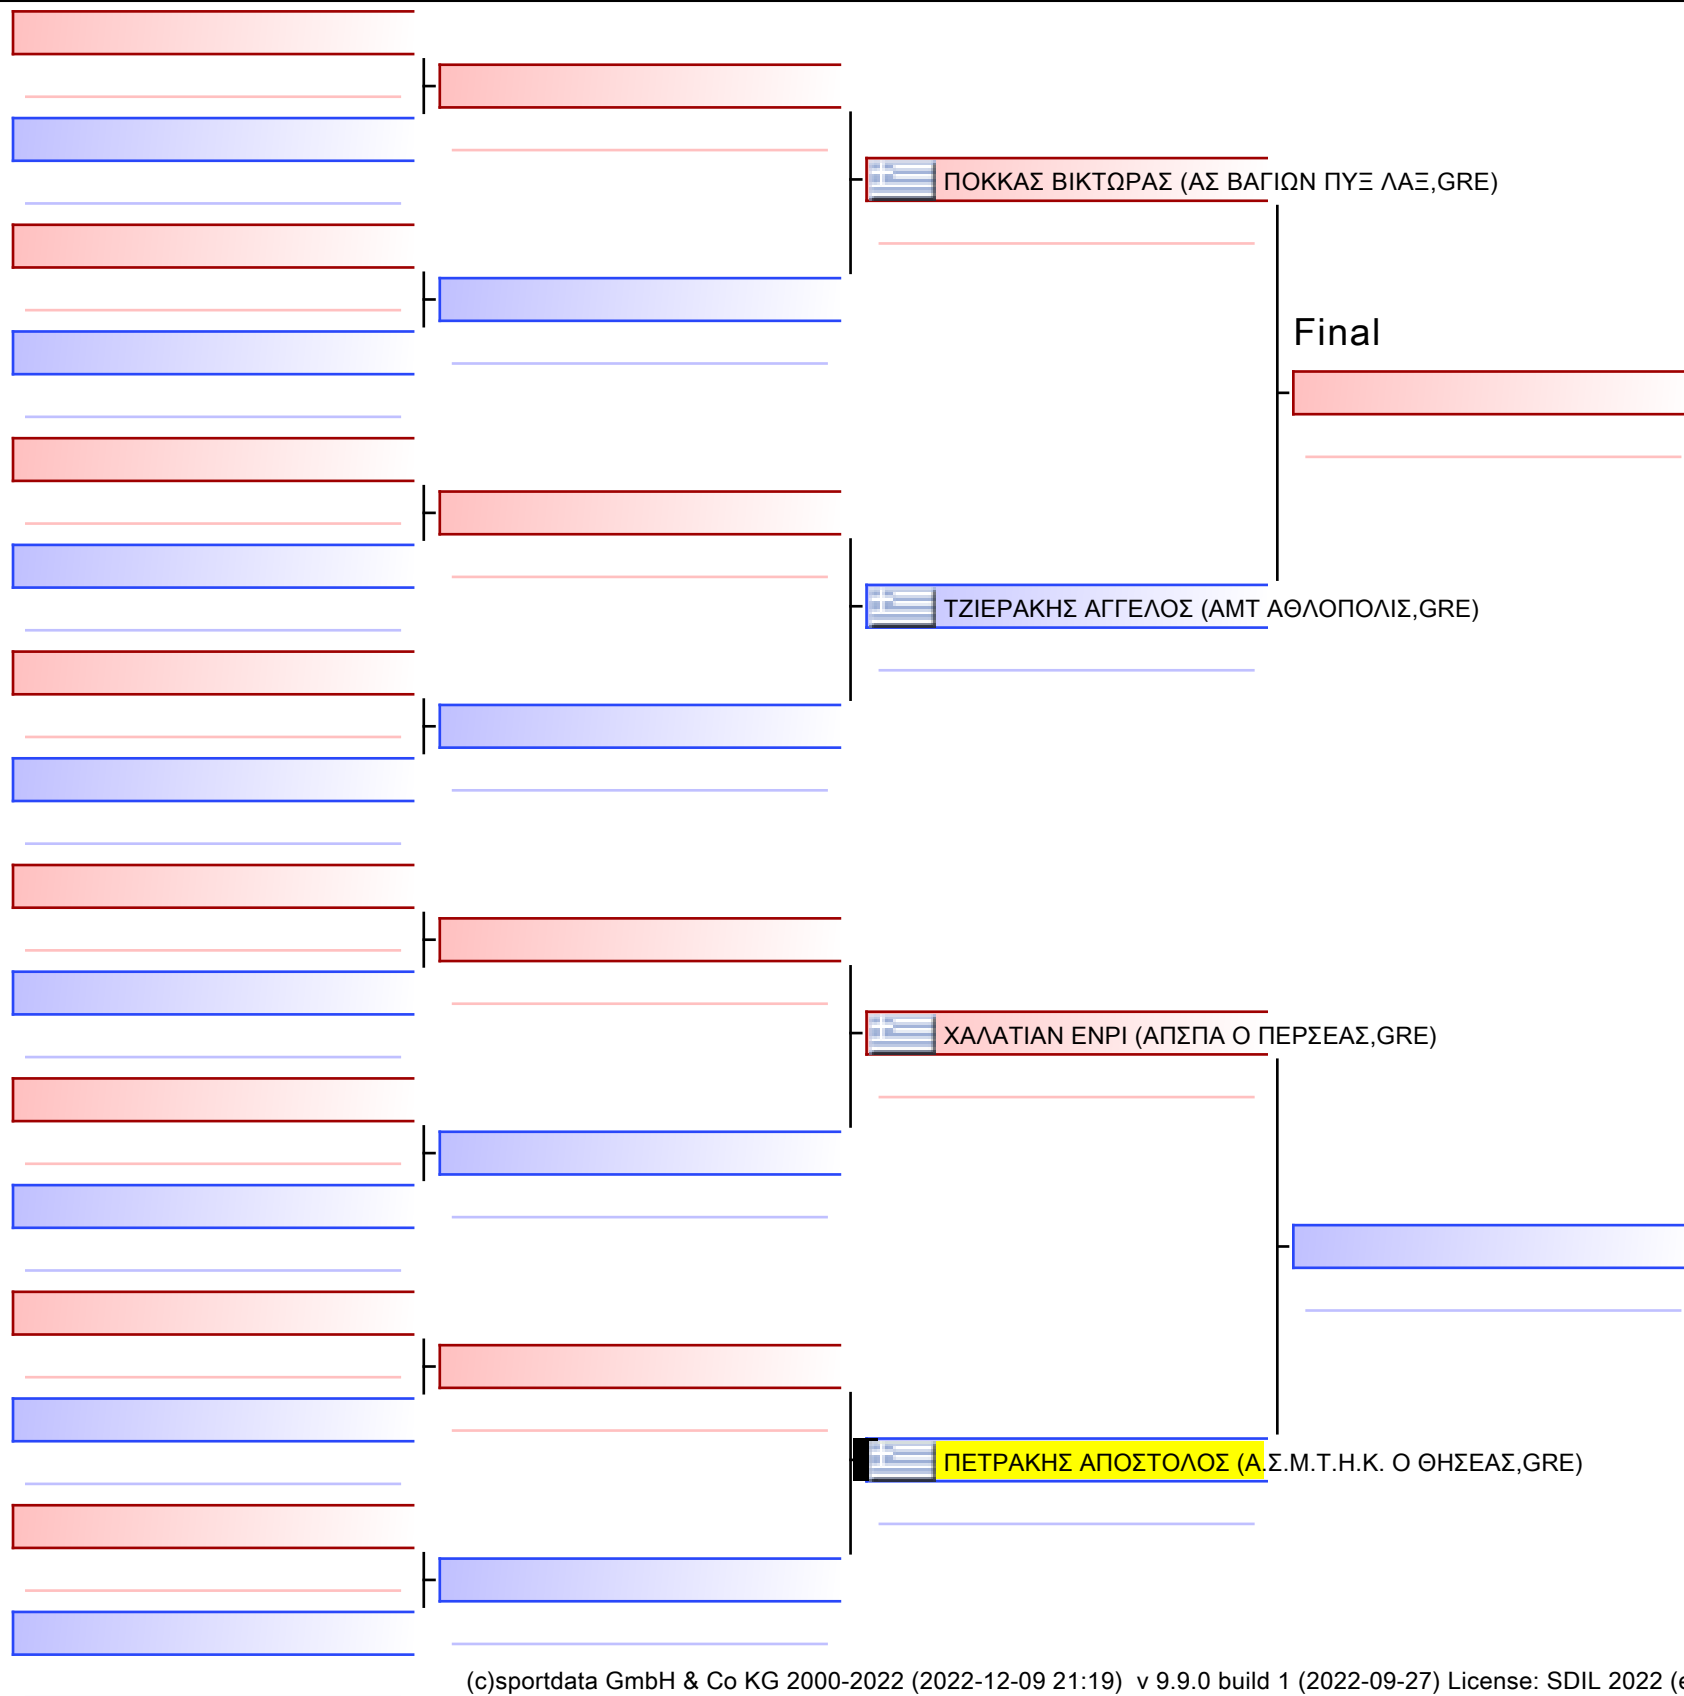 ΠΟΚΚΑΣ ΒΙΚΤΩΡΑΣ (ΑΣ ΒΑΓΙΩΝ ΠΥΞ ΛΑΞ,GRE)
Final
ΤΖΙΕΡΑΚΗΣ ΑΓΓΕΛΟΣ (ΑΜΤ ΑΘΛΟΠΟΛΙΣ,GRE)
ΧΑΛΑΤΙΑΝ ΕΝΡΙ (ΑΠΣΠΑ Ο ΠΕΡΣΕΑΣ,GRE)
ΠΕΤΡΑΚΗΣ ΑΠΟΣΤΟΛΟΣ (Α.Σ.Μ.Τ.Η.Κ. Ο ΘΗΣΕΑΣ,GRE)
(c)sportdata GmbH & Co KG 2000-2022 (2022-12-09 21:19) v 9.9.0 build 1 (2022-09-27) License: SDIL 2022 (